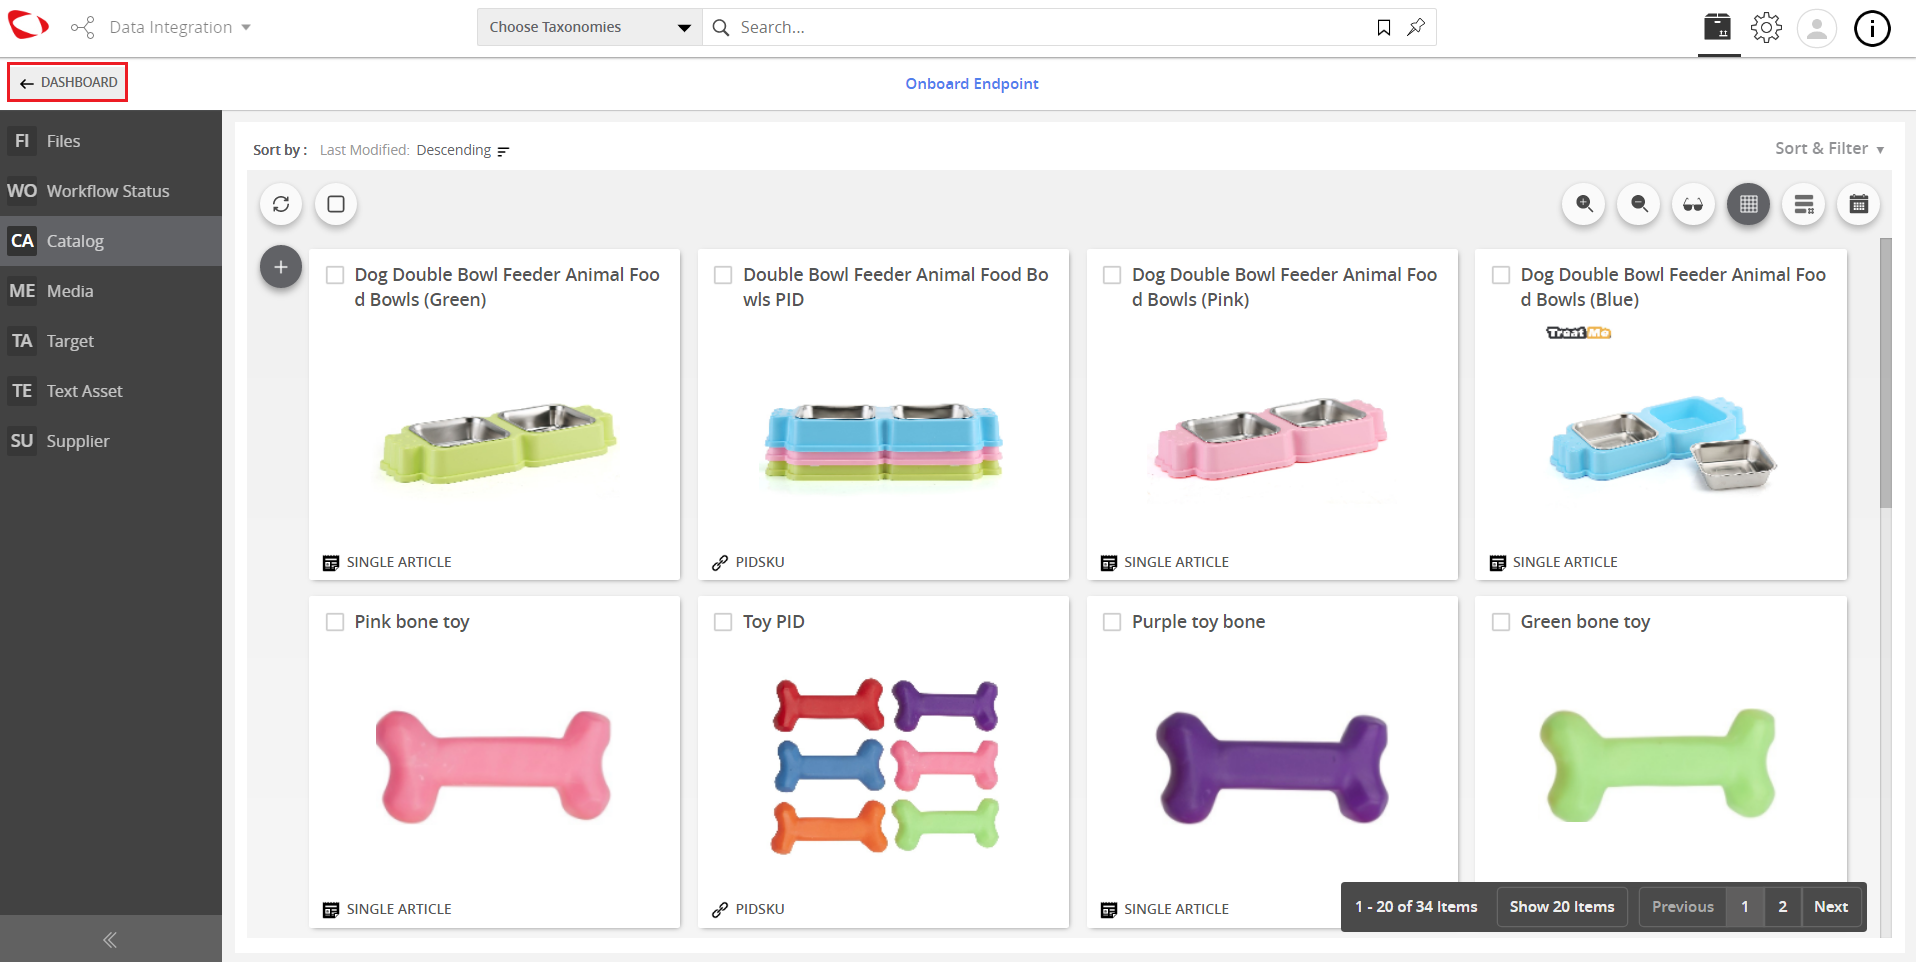 Data Integration
Choose Taxonomies
Search...
DASHBOARD
Onboard Endpoint
FI Files
WO Workflow Status
CA Catalog
ME Media
TA Target
TE Text Asset
SU Supplier
Sort by : Last Modified: Descending
Sort & Filter
Dog Double Bowl Feeder Animal Foo
d Bowls (Green)
SINGLE ARTICLE
Double Bowl Feeder Animal Food Bo
wls PID
PIDSKU
Dog Double Bowl Feeder Animal Foo
d Bowls (Pink)
SINGLE ARTICLE
Dog Double Bowl Feeder Animal Foo
d Bowls (Blue)
Treat Me
SINGLE ARTICLE
Pink bone toy
SINGLE ARTICLE
Toy PID
PIDSKU
Purple toy bone
SINGLE ARTICLE
Green bone toy
1 - 20 of 34 Items Show 20 Items Previous 1 2 Next